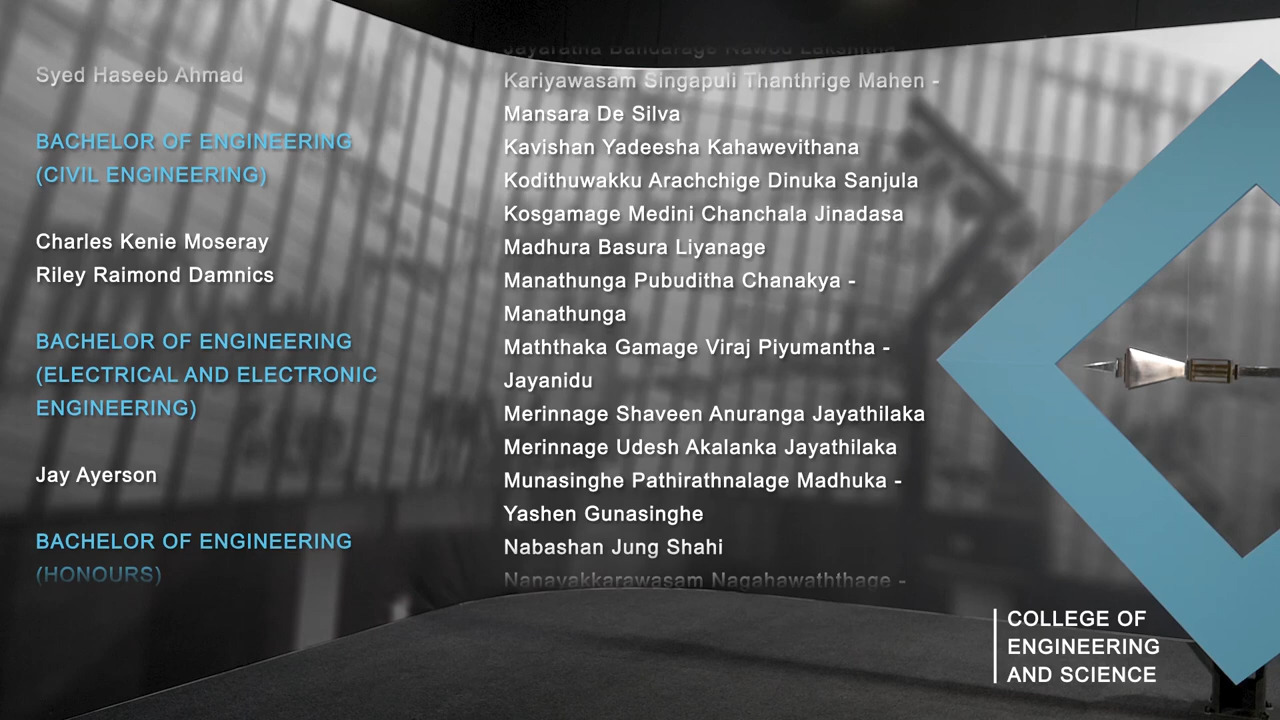 Syed Haseeb Ahmad
BACHELOR OF ENGINEERING
(CIVIL ENGINEERING)
Charles Kenie Moseray
Riley Raimond Damnics
BACHELOR OF ENGINEERING
(ELECTRICAL AND ELECTRONIC
ENGINEERING)
Jay Ayerson
BACHELOR OF ENGINEERING
(HONOURS)
Jayaratha Bandarage Nawod Lakshitha
Kariyawasam Singapuli Thanthrige Mahen -
Mansara De Silva
Kavishan Yadeesha Kahawevithana
Kodithuwakku Arachchige Dinuka Sanjula
Kosgamage Medini Chanchala Jinadasa
Madhura Basura Liyanage
Manathunga Pubuditha Chanakya -
Manathunga
Maththaka Gamage Viraj Piyumantha -
Jayanidu
Merinnage Shaveen Anuranga Jayathilaka
Merinnage Udesh Akalanka Jayathilaka
Munasinghe Pathirathnalage Madhuka -
Yashen Gunasinghe
Nabashan Jung Shahi
Nanayakkarawasam Nagahawaththage -
COLLEGE OF
ENGINEERING
AND SCIENCE